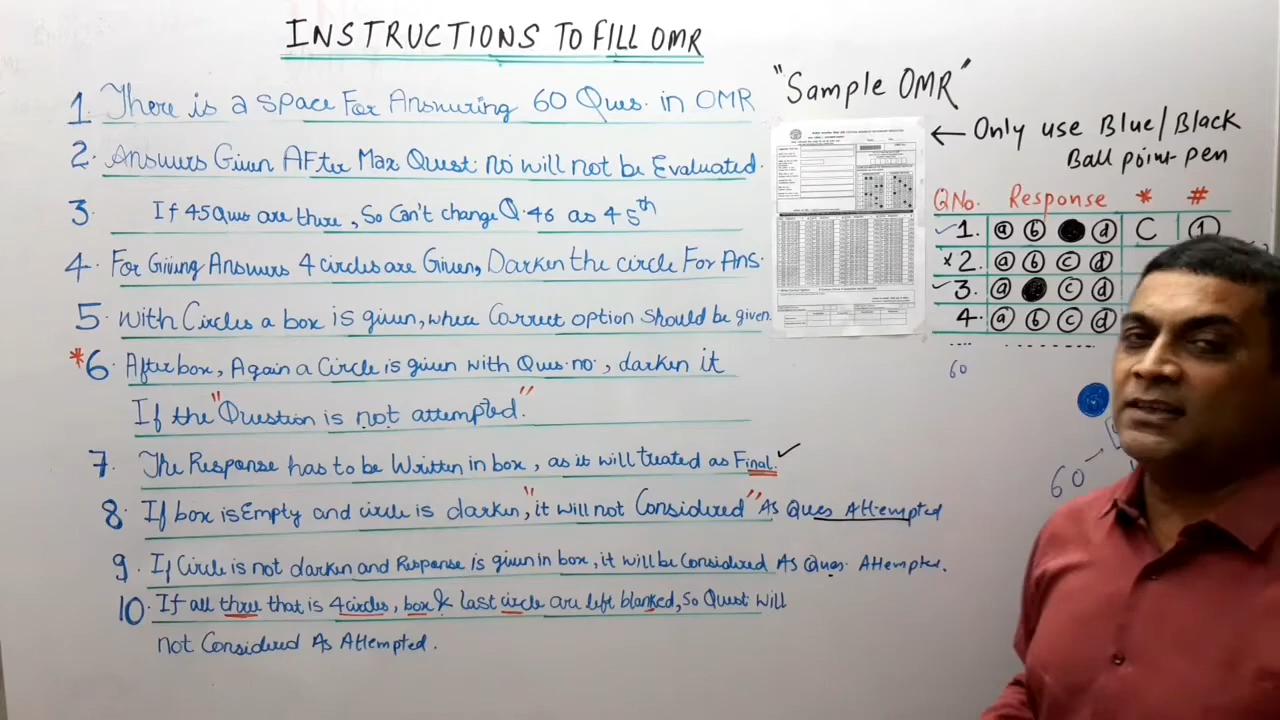 INSTRUCTIONS TO FILL OMR
1. There is a space For Answuring 60 Ques. in OMR
2. Answers Given AFter Max Quest no will not be Evaluated.
3 If 45 Ques are there, So Can't change Q.46 as 45th
4. For Giving Answers 4 circles are Given, Darken the circle For Ans.
5. With Circles a box is given, where Correct option should be given.
*6. After box, Again a Circle is given with Ques no., darken it
If the "Question is not attempted"
7. The Response has to be Written in box, as it will treated as Final. ✓
8. If box is Empty and circle is darken, "it will not Considered" As Ques Attempted
9. If Circle is not darken and Response is given in box, it will be Considered As Ques. Attempted.
10. If all three that is 4 circles, box & last circle are left blanked, So Quest will
not Considered As Attempted.
"Sample OMR"
← Only use Blue/Black
Ball point-pen
Q No. Response * #
✓ 1. a b d C 1
× 2. a b c d
✓ 3. a c d
4. a b c d
60
60